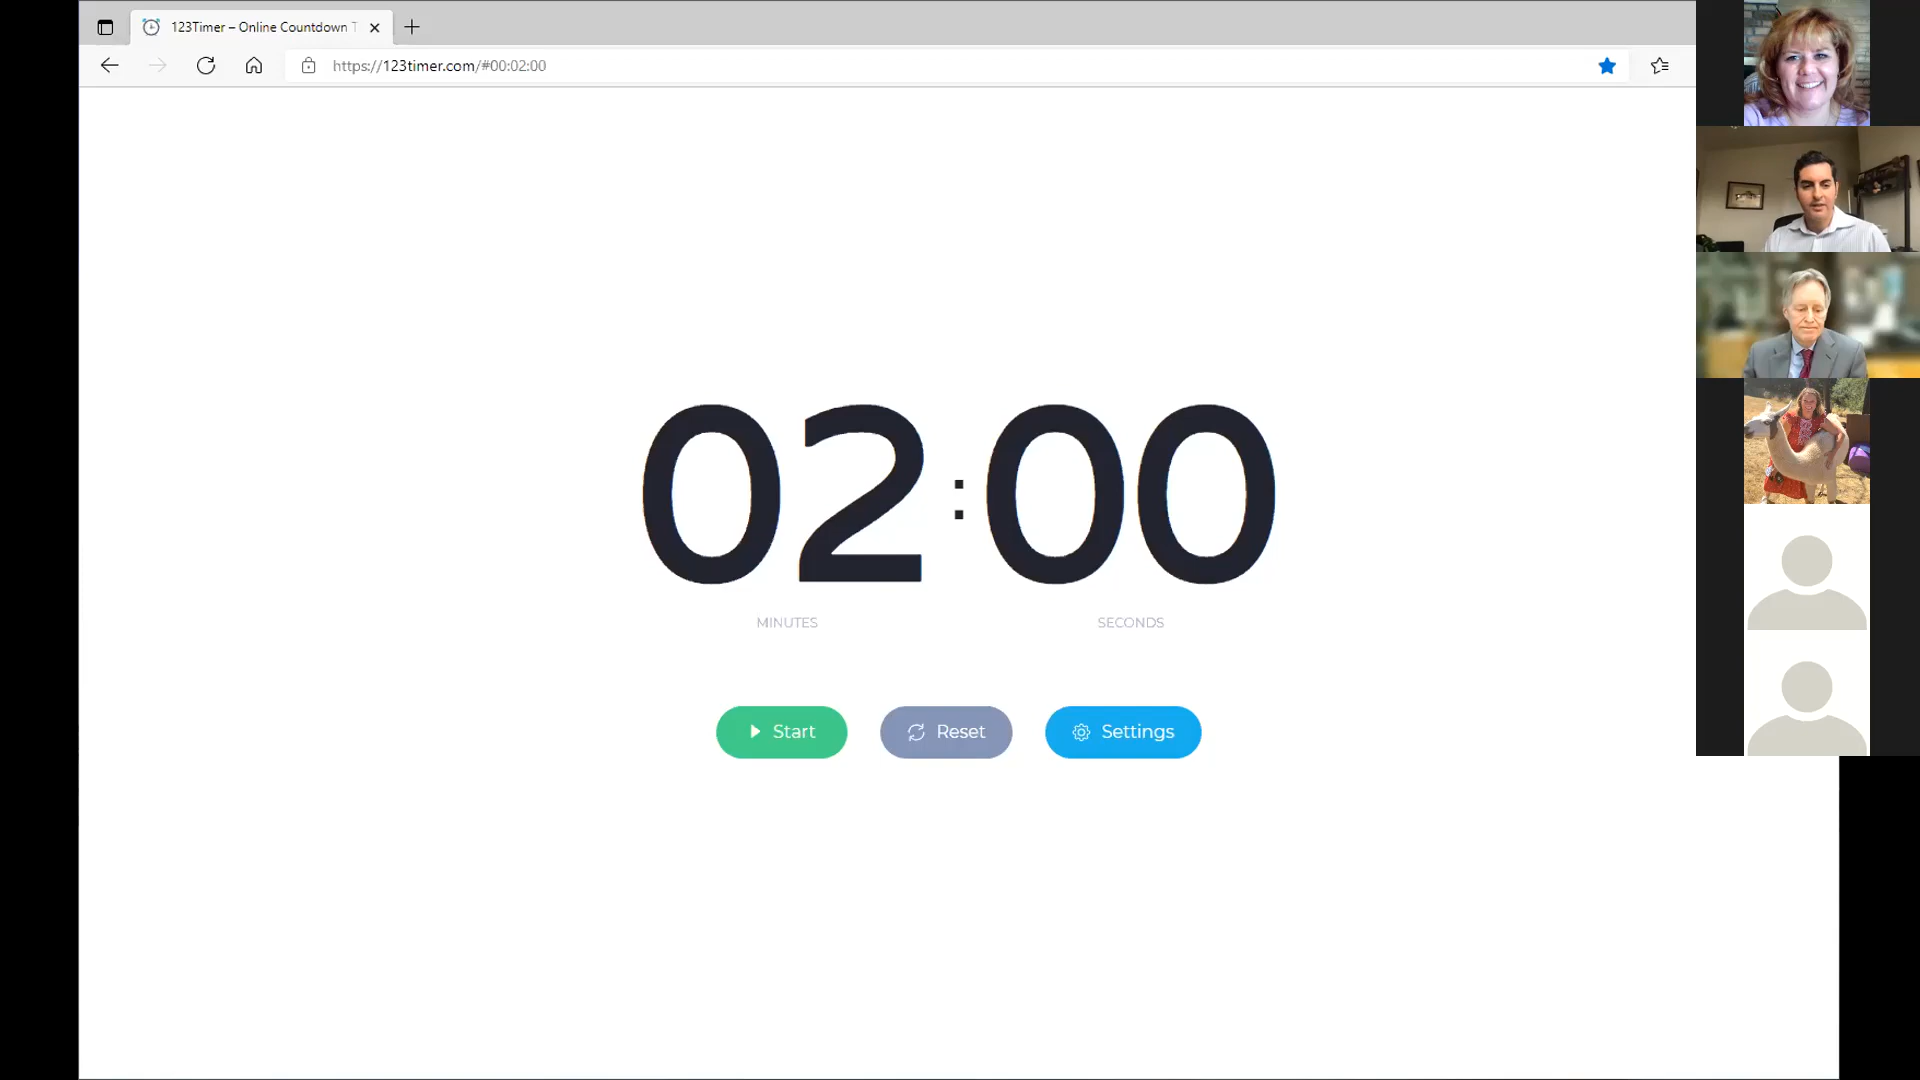 123Timer – Online Countdown T
https://123timer.com/#00:02:00
02:00
MINUTES SECONDS
Start Reset Settings